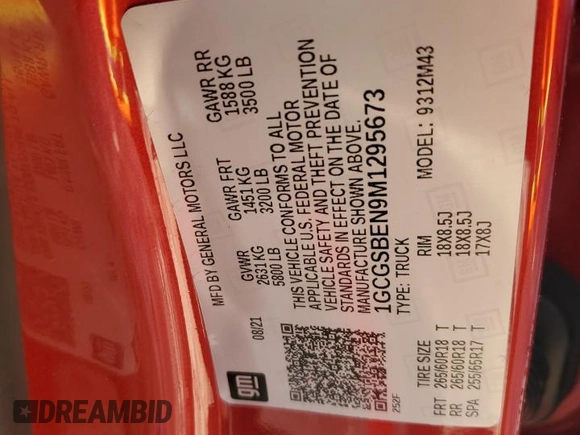 MFD BY GENERAL MOTORS LLC
08/21 GVWR GAWR FRT GAWR RR
2631 KG 1451 KG 1588 KG
5800 LB 3200 LB 3500 LB
THIS VEHICLE CONFORMS TO ALL
APPLICABLE U.S. FEDERAL MOTOR
VEHICLE SAFETY AND THEFT PREVENTION
STANDARDS IN EFFECT ON THE DATE OF
MANUFACTURE SHOWN ABOVE.
1GCGSBEN9M1295673
TYPE: TRUCK MODEL: 9312M43
TIRE SIZE RIM
FRT 265/60R18 T 18X8.5J
RR 265/60R18 T 18X8.5J
SPA 255/65R17 T 17X8J
gm
252F
DREAMBID